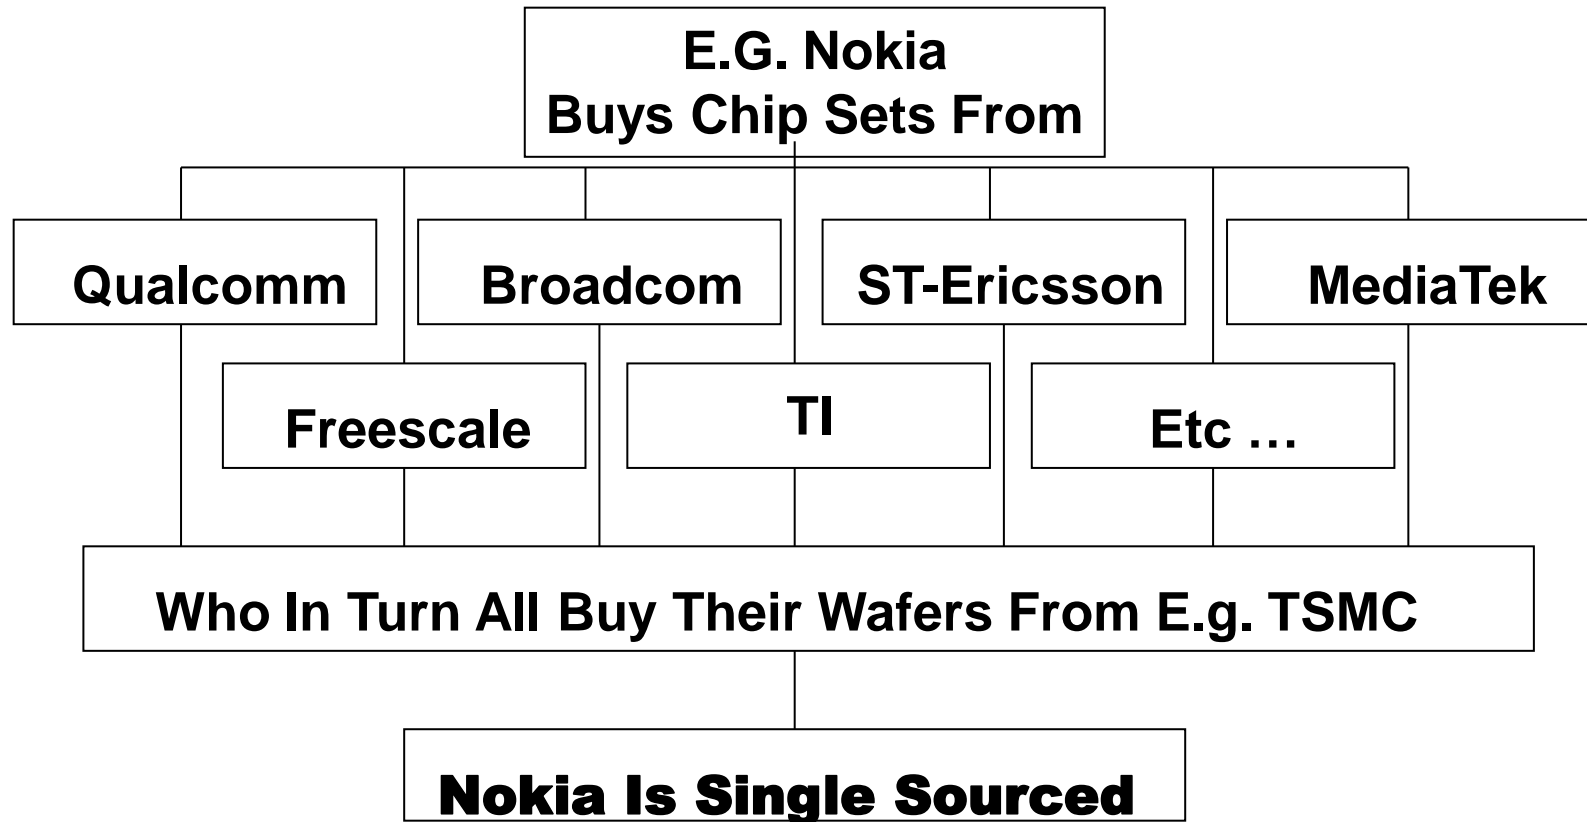 E.G. Nokia
Buys Chip Sets From
Qualcomm
Broadcom
ST-Ericsson
MediaTek
Freescale
TI
Etc …
Who In Turn All Buy Their Wafers From E.g. TSMC
Nokia Is Single Sourced